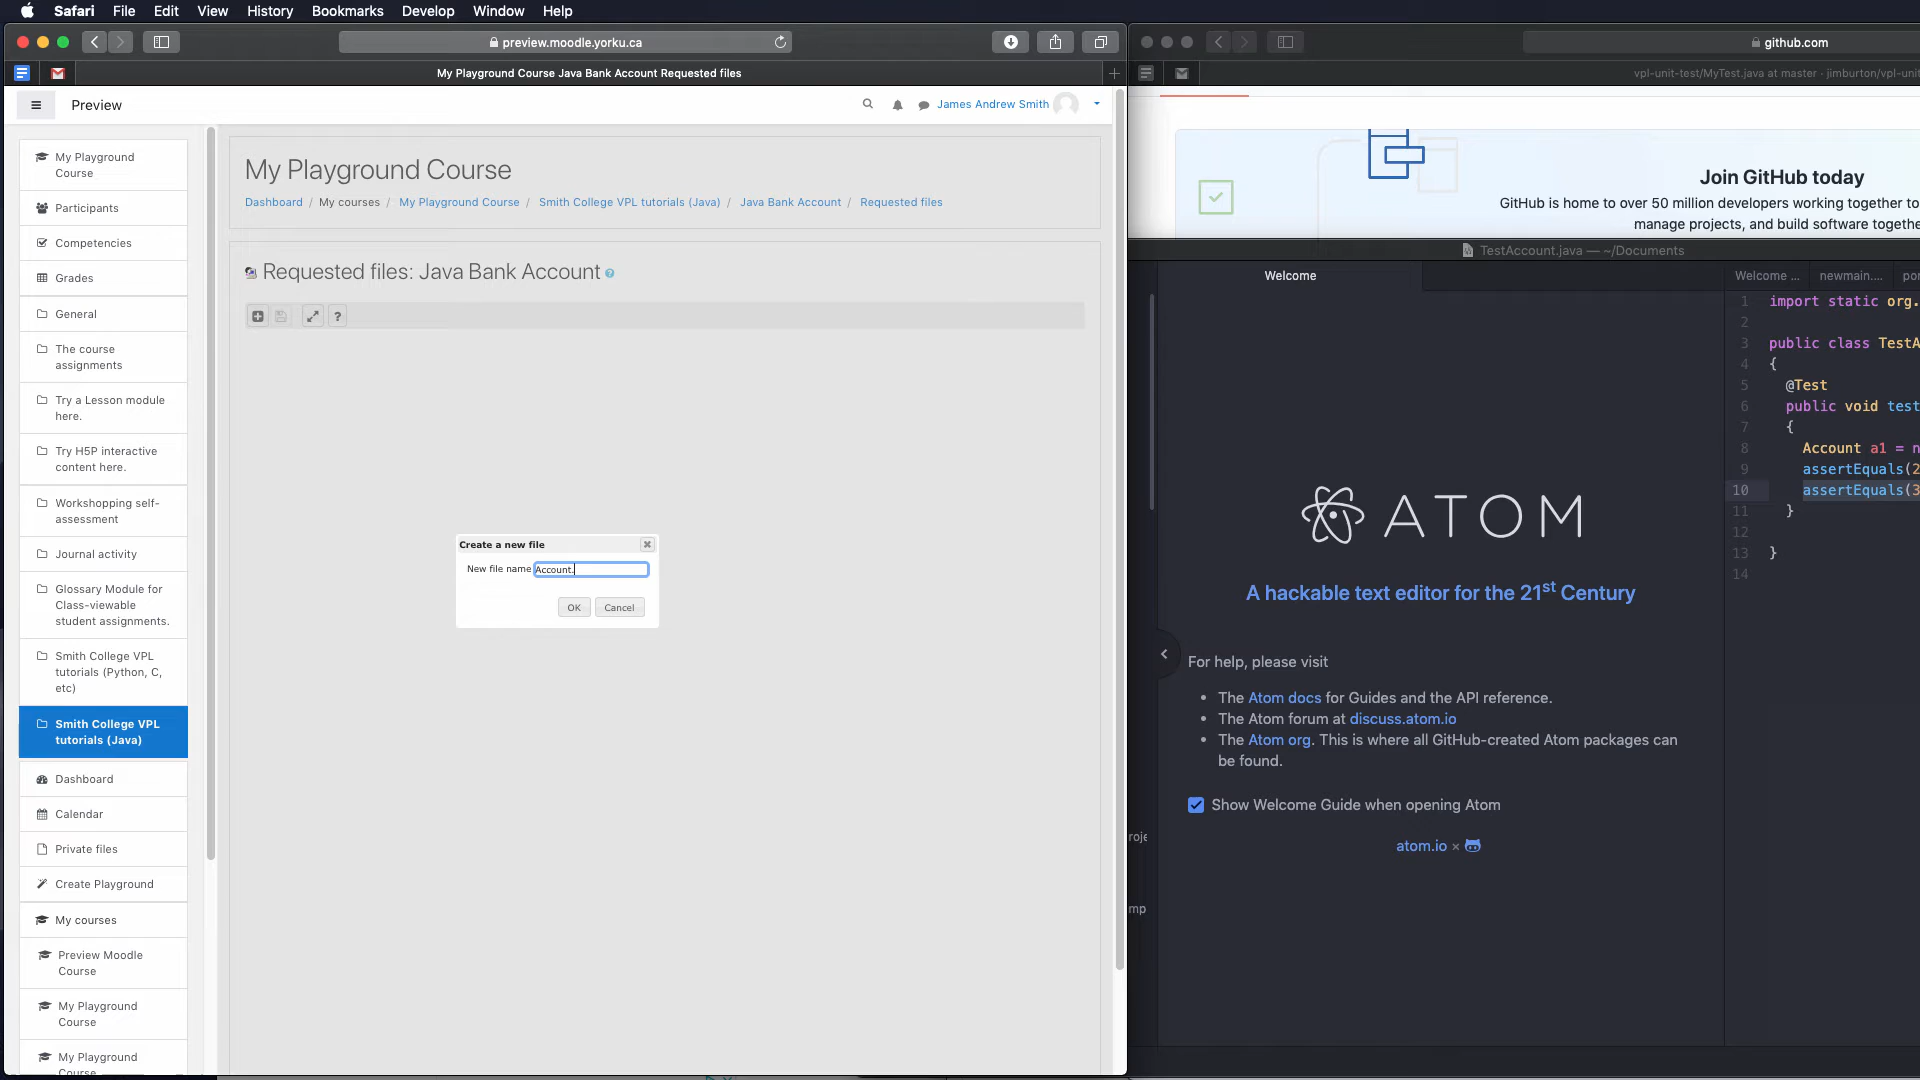 Safari File Edit View History Bookmarks Develop Window Help
preview.moodle.yorku.ca
My Playground Course Java Bank Account Requested files
Preview
James Andrew Smith
My Playground
Course
Participants
Competencies
Grades
General
The course
assignments
Try a Lesson module
here.
Try H5P interactive
content here.
Workshopping self-
assessment
Journal activity
Glossary Module for
Class-viewable
student assignments.
Smith College VPL
tutorials (Python, C,
etc)
Smith College VPL
tutorials (Java)
Dashboard
Calendar
Private files
Create Playground
My courses
Preview Moodle
Course
My Playground
Course
My Playground
Course
My Playground Course
Dashboard / My courses / My Playground Course / Smith College VPL tutorials (Java) / Java Bank Account / Requested files
Requested files: Java Bank Account
Create a new file
New file name Account.
OK Cancel
github.com
vpl-unit-test/MyTest.java at master · jimburton/vpl-unit
Join GitHub today
GitHub is home to over 50 million developers working together to
manage projects, and build software together
TestAccount.java — ~/Documents
Welcome
Welcome ... newmain.... por
ATOM
A hackable text editor for the 21st Century
For help, please visit
• The Atom docs for Guides and the API reference.
• The Atom forum at discuss.atom.io
• The Atom org. This is where all GitHub-created Atom packages can
be found.
Show Welcome Guide when opening Atom
atom.io ×
roje
mp
1 import static org.
2
3 public class TestA
4 {
5 @Test
6 public void test
7 {
8 Account a1 = n
9 assertEquals(2
10 assertEquals(3
11 }
12
13 }
14